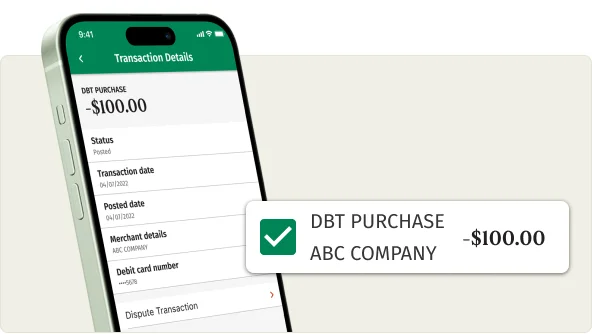 9:41
Transaction Details
DBT PURCHASE
-$100.00
Status
Posted
Transaction date
04/07/2022
Posted date
04/07/2022
Merchant details
ABC COMPANY
Debit card number
••••5678
Dispute Transaction
DBT PURCHASE
ABC COMPANY
-$100.00